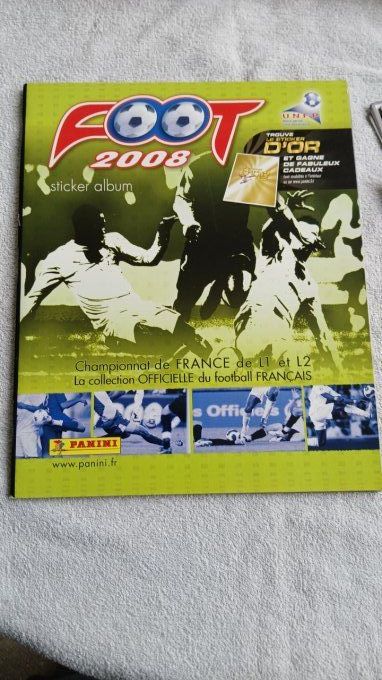 FOOT
2008
sticker album
U.N.F.P.
TROUVE
LE STICKER
D'OR
ET GAGNE
DE FABULEUX
CADEAUX
Championnat de FRANCE de L1 et L2
La collection OFFICIELLE du football FRANÇAIS
s Officie
PANINI
www.panini.fr